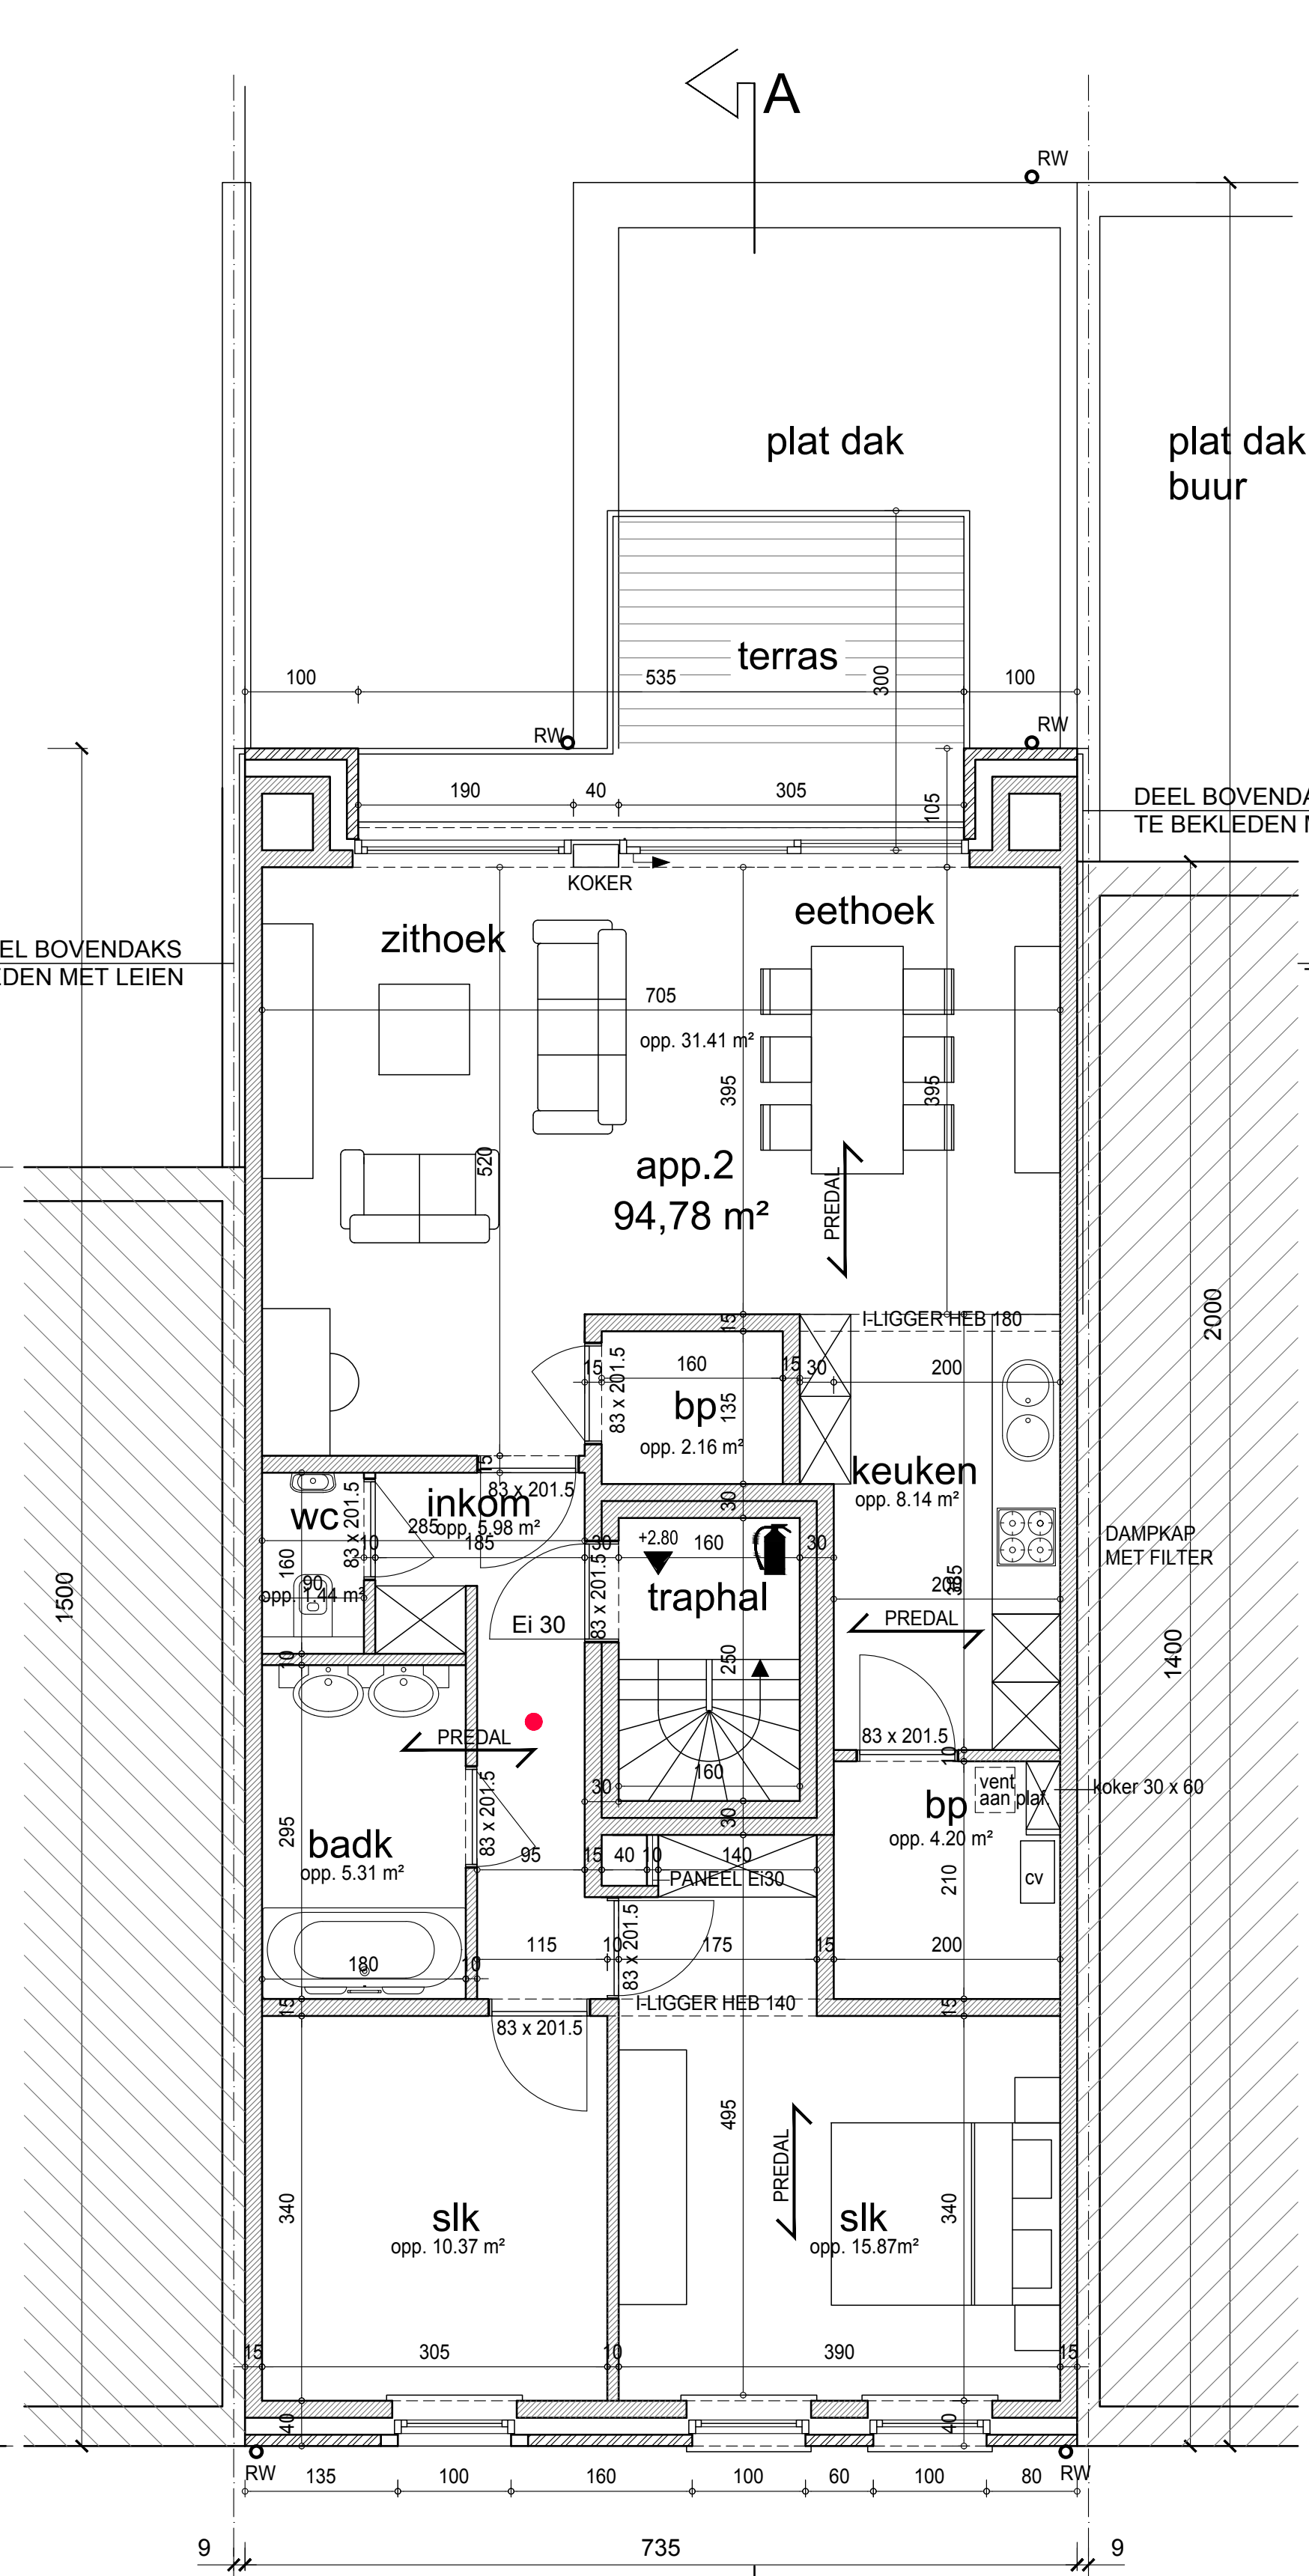 A
RW
plat dak
plat dak
buur
terras
100
535
300
100
RW
RW
190
40
305
105
DEEL BOVENDA
TE BEKLEDEN
KOKER
zithoek
eethoek
EL BOVENDAKS
EDEN MET LEIEN
705
opp. 31.41 m²
395
395
520
app.2
94,78 m²
PREDAL
2000
15
I-LIGGER HEB 180
15
160
15
30
200
83 x 201.5
bp
135
opp. 2.16 m²
15
83 x 201.5
keuken
opp. 8.14 m²
wc
83 x 201.5
inkom
285
opp. 5.98 m²
30
10
185
30
+2.80
160
30
DAMPKAP
MET FILTER
160
90
opp. 1.44 m²
83 x 201.5
traphal
200
385
1500
Ei 30
PREDAL
1400
10
250
PREDAL
83 x 201.5
10
160
30
vent
aan plaf.
koker 30 x 60
83 x 201.5
295
badk
opp. 5.31 m²
30
bp
opp. 4.20 m²
95
15
40
10
140
PANEEL Ei30
210
cv
115
10
83 x 201.5
175
15
200
180
10
15
I-LIGGER HEB 140
15
83 x 201.5
495
340
PREDAL
340
slk
opp. 10.37 m²
slk
opp. 15.87m²
15
305
10
390
15
40
40
RW
135
100
160
100
60
100
80
RW
9
735
9